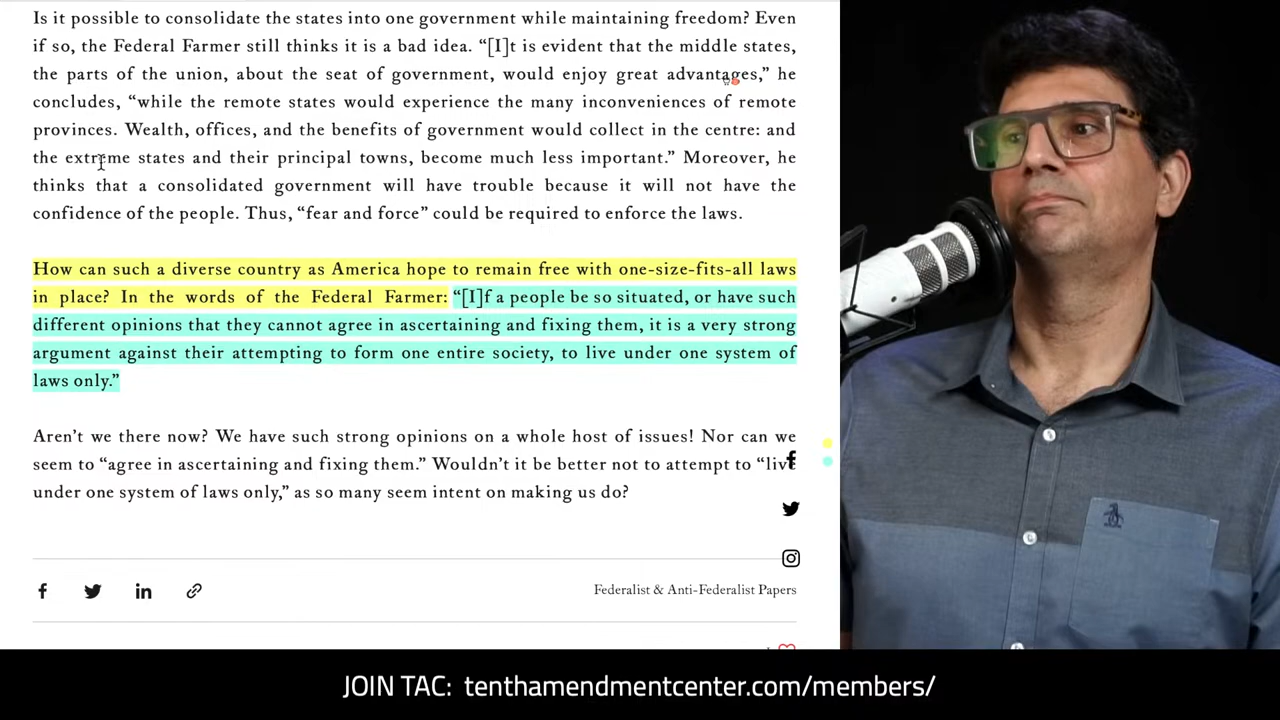 Is it possible to consolidate the states into one government while maintaining freedom? Even
if so, the Federal Farmer still thinks it is a bad idea. “[I]t is evident that the middle states,
the parts of the union, about the seat of government, would enjoy great advantages,” he
concludes, “while the remote states would experience the many inconveniences of remote
provinces. Wealth, offices, and the benefits of government would collect in the centre: and
the extreme states and their principal towns, become much less important.” Moreover, he
thinks that a consolidated government will have trouble because it will not have the
confidence of the people. Thus, “fear and force” could be required to enforce the laws.
How can such a diverse country as America hope to remain free with one-size-fits-all laws
in place? In the words of the Federal Farmer: “[I]f a people be so situated, or have such
different opinions that they cannot agree in ascertaining and fixing them, it is a very strong
argument against their attempting to form one entire society, to live under one system of
laws only.”
Aren’t we there now? We have such strong opinions on a whole host of issues! Nor can we
seem to “agree in ascertaining and fixing them.” Wouldn’t it be better not to attempt to “live
under one system of laws only,” as so many seem intent on making us do?
Federalist & Anti-Federalist Papers
JOIN TAC: tenthamendmentcenter.com/members/